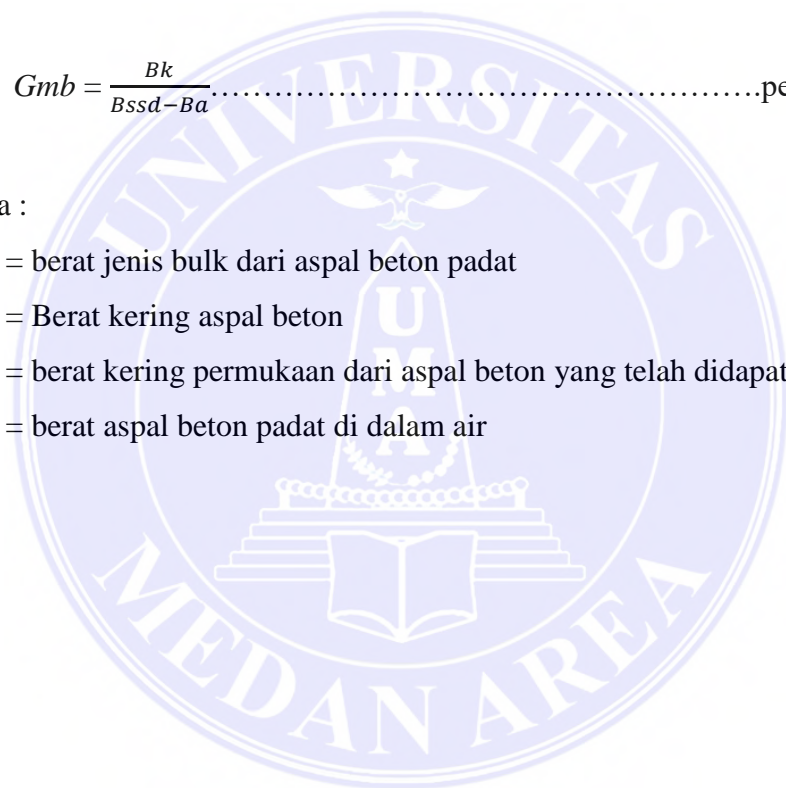 Gmb = Bk / Bssd−Ba ……………………………………………….pe
a :
= berat jenis bulk dari aspal beton padat
= Berat kering aspal beton
= berat kering permukaan dari aspal beton yang telah didapat
= berat aspal beton padat di dalam air
UNIVERSITAS
UMA
MEDAN AREA